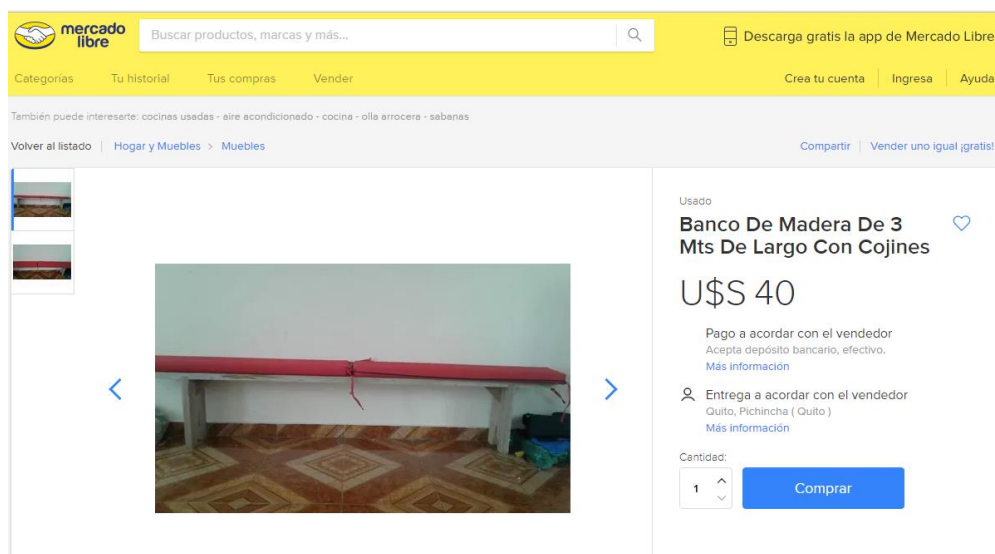 mercado
libre
Buscar productos, marcas y más...
Descarga gratis la app de Mercado Libre
Categorías Tu historial Tus compras Vender
Crea tu cuenta Ingresa Ayuda
También puede interesarte: cocinas usadas - aire acondicionado - cocina - olla arrocera - sabanas
Volver al listado Hogar y Muebles > Muebles
Compartir Vender uno igual ¡gratis!
Usado
Banco De Madera De 3
Mts De Largo Con Cojines
U$S 40
Pago a acordar con el vendedor
Acepta depósito bancario, efectivo.
Más información
Entrega a acordar con el vendedor
Quito, Pichincha ( Quito )
Más información
Cantidad:
1
Comprar